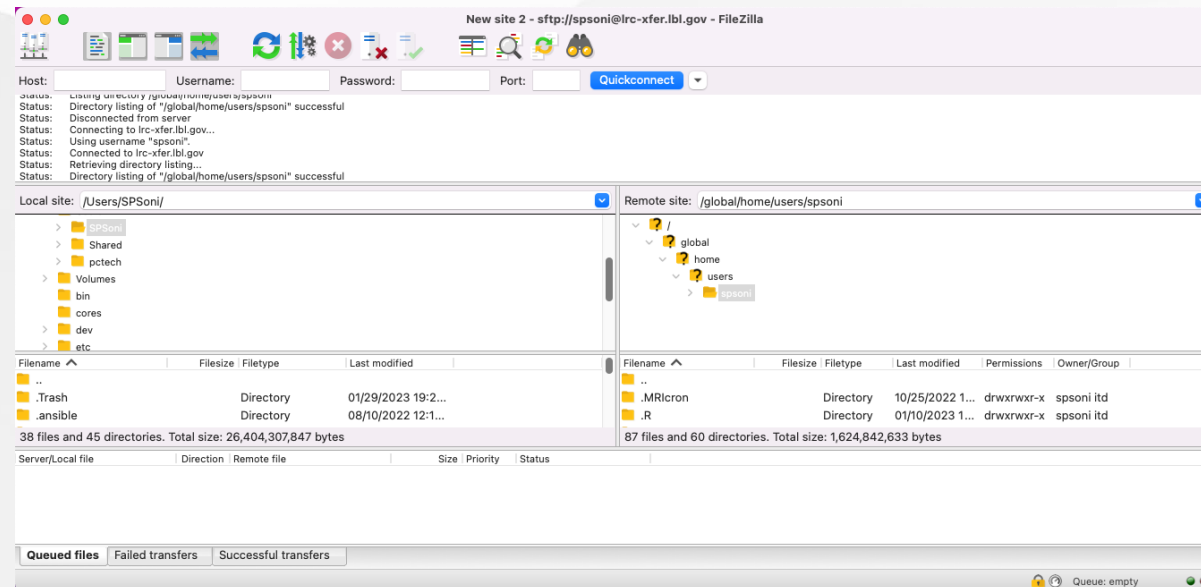 New site 2 - sftp://spsoni@lrc-xfer.lbl.gov - FileZilla
Host: Username: Password: Port: Quickconnect
Status: Listing directory /global/home/users/spsoni
Status: Directory listing of "/global/home/users/spsoni" successful
Status: Disconnected from server
Status: Connecting to lrc-xfer.lbl.gov...
Status: Using username "spsoni".
Status: Connected to lrc-xfer.lbl.gov
Status: Retrieving directory listing...
Status: Directory listing of "/global/home/users/spsoni" successful
Local site: /Users/SPSoni/
SPSoni
Shared
pctech
Volumes
bin
cores
dev
etc
Remote site: /global/home/users/spsoni
/
global
home
users
spsoni
Filename Filesize Filetype Last modified
..
.Trash Directory 01/29/2023 19:2...
.ansible Directory 08/10/2022 12:1...
38 files and 45 directories. Total size: 26,404,307,847 bytes
Filename Filesize Filetype Last modified Permissions Owner/Group
..
.MRIcron Directory 10/25/2022 1... drwxrwxr-x spsoni itd
.R Directory 01/10/2023 1... drwxrwxr-x spsoni itd
87 files and 60 directories. Total size: 1,624,842,633 bytes
Server/Local file Direction Remote file Size Priority Status
Queued files Failed transfers Successful transfers
Queue: empty